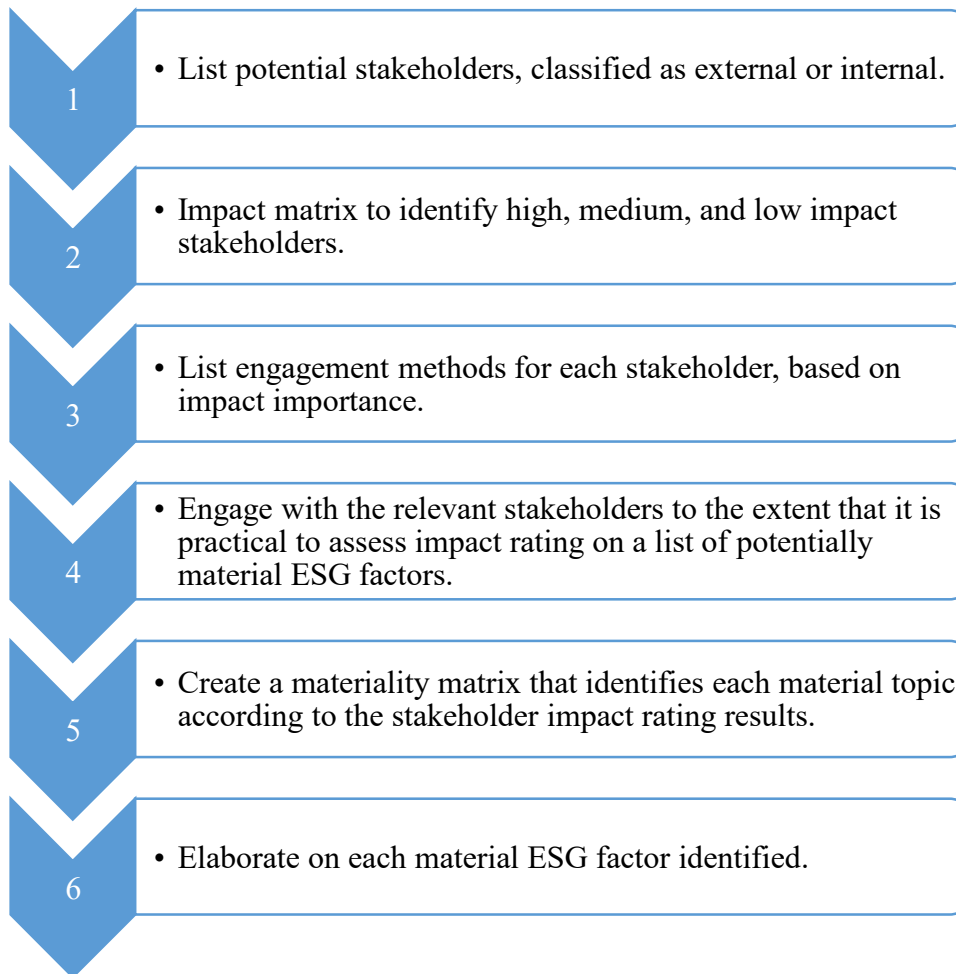 1
• List potential stakeholders, classified as external or internal.
2
• Impact matrix to identify high, medium, and low impact
stakeholders.
3
• List engagement methods for each stakeholder, based on
impact importance.
4
• Engage with the relevant stakeholders to the extent that it is
practical to assess impact rating on a list of potentially
material ESG factors.
5
• Create a materiality matrix that identifies each material topic
according to the stakeholder impact rating results.
6
• Elaborate on each material ESG factor identified.